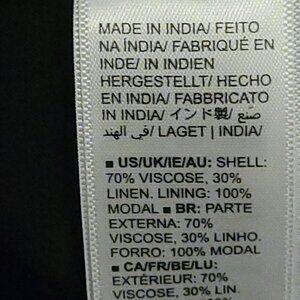 MADE IN INDIA/ FEITO
NA ÍNDIA/ FABRIQUÉ EN
INDE/ IN INDIEN
HERGESTELLT/ HECHO
EN INDIA/ FABBRICATO
IN INDIA/ インド製/ صنع
في الهند/ LAGET I INDIA/
■ US/UK/IE/AU: SHELL:
70% VISCOSE, 30%
LINEN. LINING: 100%
MODAL ■ BR: PARTE
EXTERNA: 70%
VISCOSE, 30% LINHO.
FORRO: 100% MODAL
■ CA/FR/BE/LU:
EXTÉRIEUR: 70%
VISCOSE, 30% LIN.